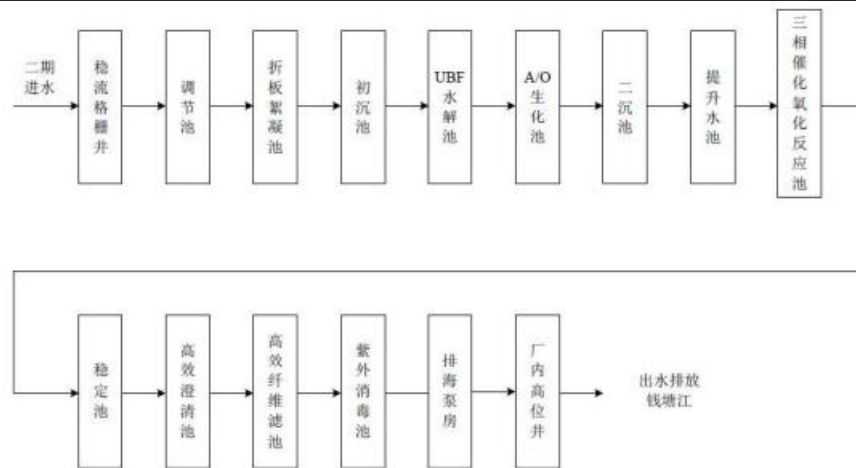 二期
进水
稳流格栅井
调节池
折板絮凝池
初沉池
UBF
水解池
A/O
生化池
二沉池
提升水池
三相催化氧化反应池
稳定池
高效澄清池
高效纤维滤池
紫外消毒池
排海泵房
厂内高位井
出水排放
钱塘江